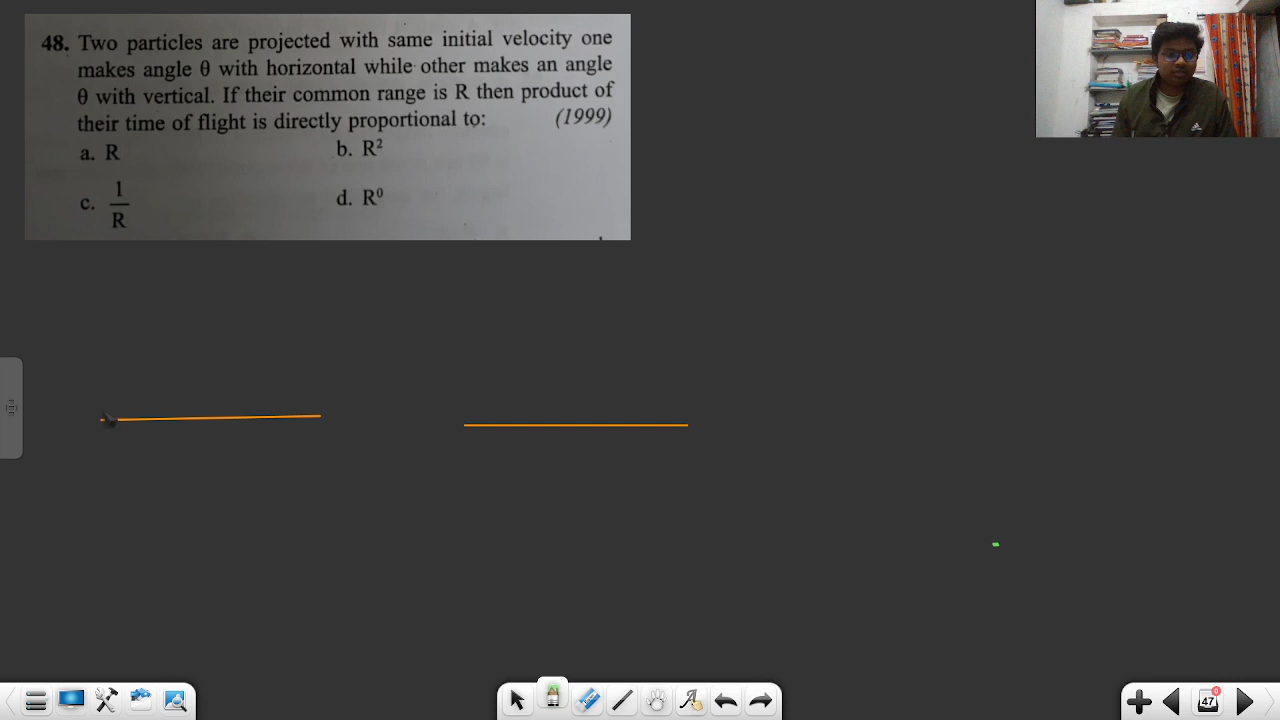 48. Two particles are projected with same initial velocity one
makes angle θ with horizontal while other makes an angle
θ with vertical. If their common range is R then product of
their time of flight is directly proportional to: (1999)
a. R b. R²
c. 1/R d. R⁰
47
0